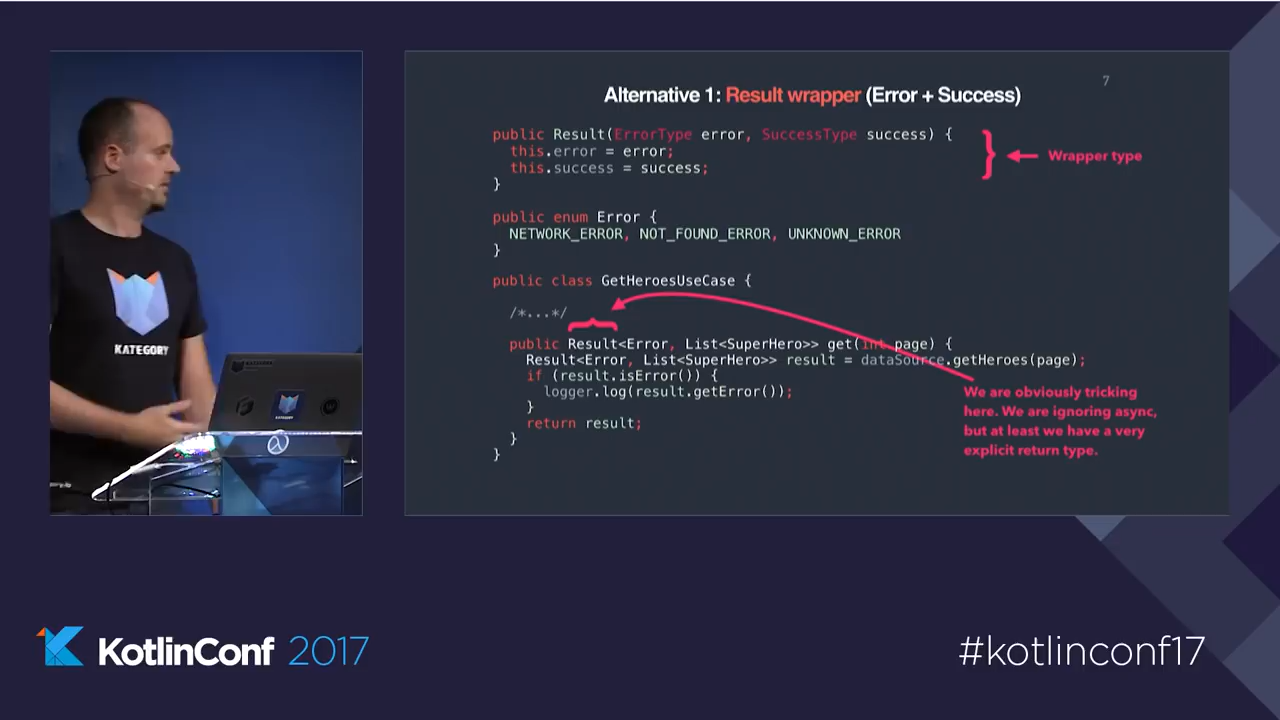 KATEGORY
7
Alternative 1: Result wrapper (Error + Success)
public Result(ErrorType error, SuccessType success) {
this.error = error;
this.success = success;
}
Wrapper type
public enum Error {
NETWORK_ERROR, NOT_FOUND_ERROR, UNKNOWN_ERROR
}
public class GetHeroesUseCase {
/*...*/
public Result<Error, List<SuperHero>> get(int page) {
Result<Error, List<SuperHero>> result = dataSource.getHeroes(page);
if (result.isError()) {
logger.log(result.getError());
}
return result;
}
}
We are obviously tricking
here. We are ignoring async,
but at least we have a very
explicit return type.
KotlinConf 2017
#kotlinconf17